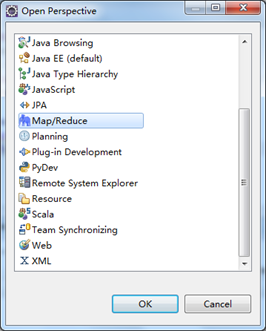 Open Perspective
Java Browsing
Java EE (default)
Java Type Hierarchy
JavaScript
JPA
Map/Reduce
Planning
Plug-in Development
PyDev
Remote System Explorer
Resource
Scala
Team Synchronizing
Web
XML
OK
Cancel